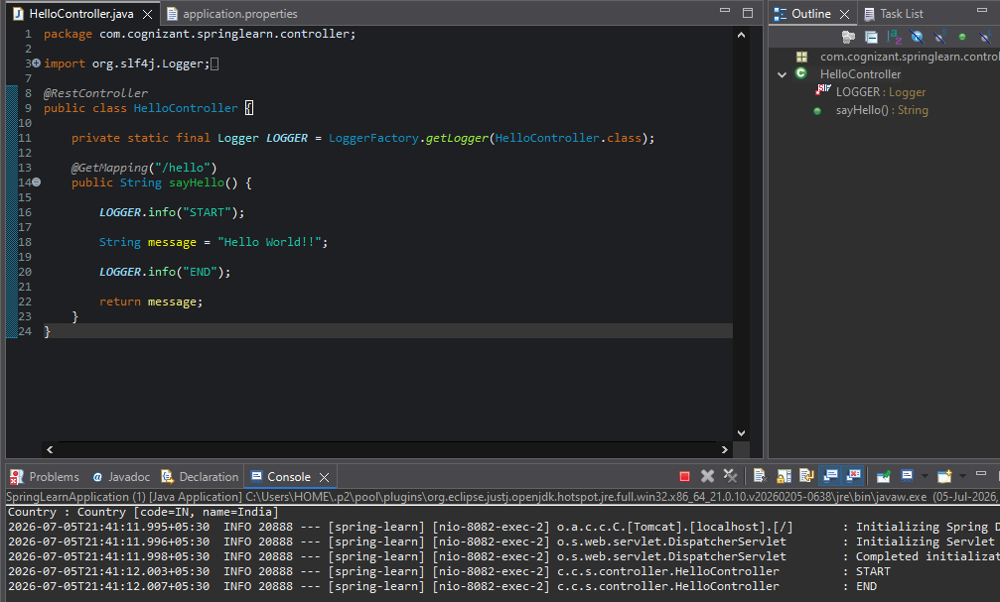 HelloController.java
application.properties
1 package com.cognizant.springlearn.controller;
2
3 import org.slf4j.Logger;
7
8 @RestController
9 public class HelloController {
10
11 private static final Logger LOGGER = LoggerFactory.getLogger(HelloController.class);
12
13 @GetMapping("/hello")
14 public String sayHello() {
15
16 LOGGER.info("START");
17
18 String message = "Hello World!!";
19
20 LOGGER.info("END");
21
22 return message;
23 }
24 }
Outline
Task List
com.cognizant.springlearn.contro
HelloController
LOGGER : Logger
sayHello() : String
Problems
Javadoc
Declaration
Console
SpringLearnApplication (1) [Java Application] C:\Users\HOME\.p2\pool\plugins\org.eclipse.justj.openjdk.hotspot.jre.full.win32.x86_64_21.0.10.v20260205-0638\jre\bin\javaw.exe (05-Jul-2026,
Country : Country [code=IN, name=India]
2026-07-05T21:41:11.995+05:30 INFO 20888 --- [spring-learn] [nio-8082-exec-2] o.a.c.c.C.[Tomcat].[localhost].[/] : Initializing Spring D
2026-07-05T21:41:11.996+05:30 INFO 20888 --- [spring-learn] [nio-8082-exec-2] o.s.web.servlet.DispatcherServlet : Initializing Servlet
2026-07-05T21:41:11.998+05:30 INFO 20888 --- [spring-learn] [nio-8082-exec-2] o.s.web.servlet.DispatcherServlet : Completed initializat
2026-07-05T21:41:12.003+05:30 INFO 20888 --- [spring-learn] [nio-8082-exec-2] c.c.s.controller.HelloController : START
2026-07-05T21:41:12.007+05:30 INFO 20888 --- [spring-learn] [nio-8082-exec-2] c.c.s.controller.HelloController : END